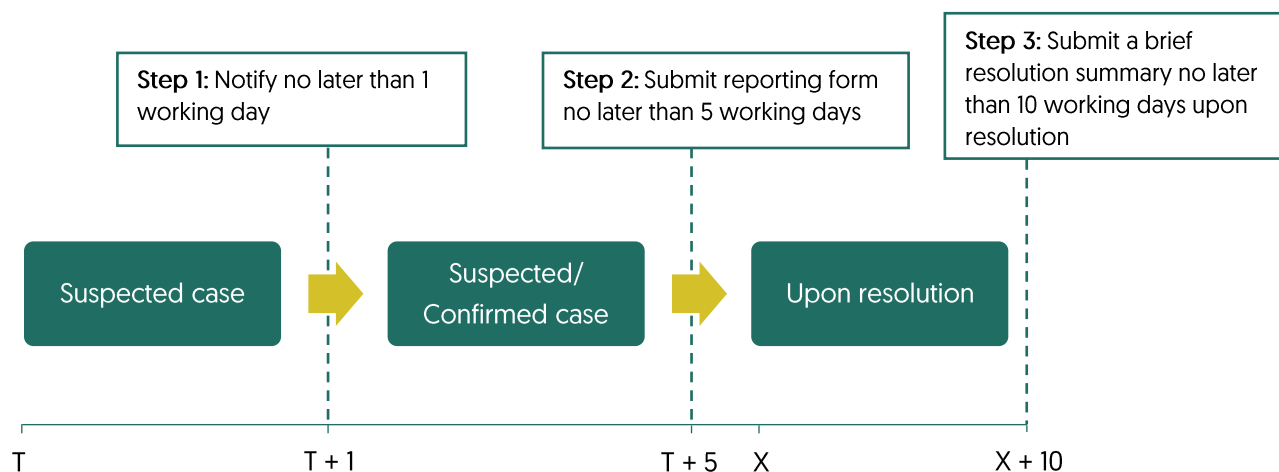 Step 1: Notify no later than 1
working day
Step 2: Submit reporting form
no later than 5 working days
Step 3: Submit a brief
resolution summary no later
than 10 working days upon
resolution
Suspected case
Suspected/
Confirmed case
Upon resolution
T
T + 1
T + 5
X
X + 10